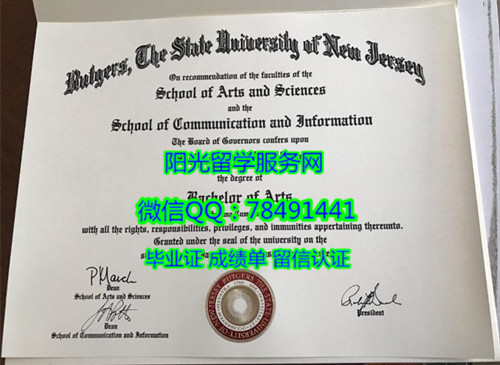 Rutgers, The State University of New Jersey
On recommendation of the faculties of the
School of Arts and Sciences
and the
School of Communication and Information
The Board of Governors confers upon
阳光留学服务网
the degree of
Bachelor of Arts
微信QQ：78491441
with all the rights, responsibilities, privileges, and immunities appertaining thereunto.
Granted under the seal of the university on the
毕业证 成绩单 留信认证
Dean
School of Arts and Sciences
President
Dean
School of Communication and Information